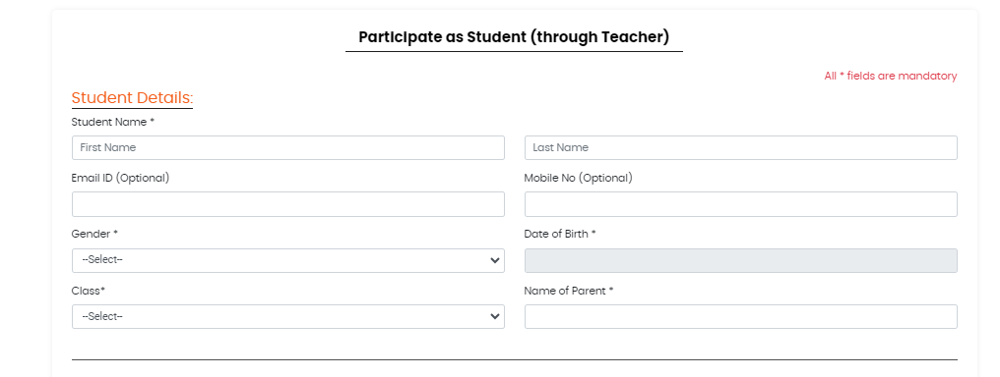 Participate as Student (through Teacher)
All * fields are mandatory
Student Details:
Student Name *
First Name
Last Name
Email ID (Optional)
Mobile No (Optional)
Gender *
Date of Birth *
--Select--
Class*
Name of Parent *
--Select--